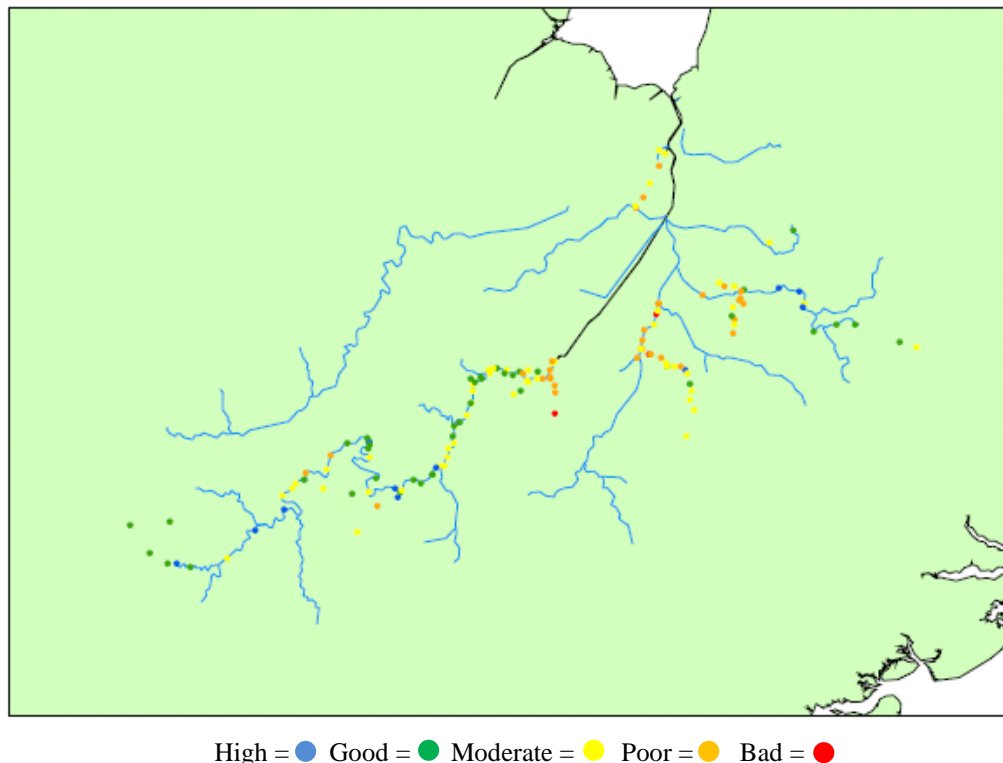 High = Good = Moderate = Poor = Bad =